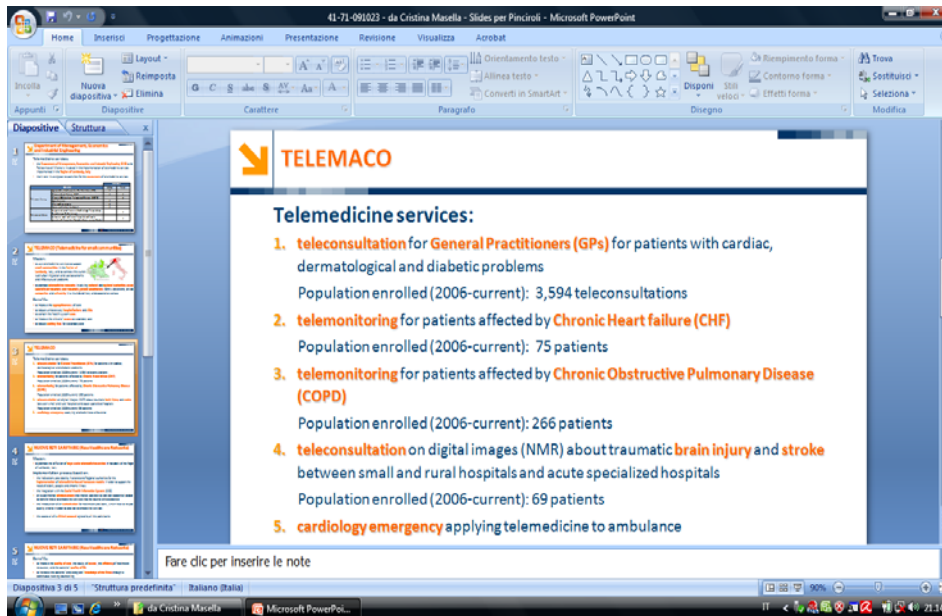 41-71-091023 - da Cristina Masella - Slides per Pinciroli - Microsoft PowerPoint
Home Inserisci Progettazione Animazioni Presentazione Revisione Visualizza Acrobat
Incolla
Nuova diapositiva
Layout
Reimposta
Elimina
G C S abc S AV Aa A
Orientamento testo
Allinea testo
Converti in SmartArt
Disponi
Stili veloci
Riempimento forma
Contorno forma
Effetti forma
Trova
Sostituisci
Seleziona
Appunti Diapositive Carattere Paragrafo Disegno Modifica
Diapositive Struttura x
1
2
3
4
5
TELEMACO
Telemedicine services:
1. teleconsultation for General Practitioners (GPs) for patients with cardiac,
dermatological and diabetic problems
Population enrolled (2006-current): 3,594 teleconsultations
2. telemonitoring for patients affected by Chronic Heart failure (CHF)
Population enrolled (2006-current): 75 patients
3. telemonitoring for patients affected by Chronic Obstructive Pulmonary Disease
(COPD)
Population enrolled (2006-current): 266 patients
4. teleconsultation on digital images (NMR) about traumatic brain injury and stroke
between small and rural hospitals and acute specialized hospitals
Population enrolled (2006-current): 69 patients
5. cardiology emergency applying telemedicine to ambulance
Fare clic per inserire le note
Diapositiva 3 di 5 "Struttura predefinita" Italiano (Italia) 90%
da Cristina Masella Microsoft PowerPoi... IT